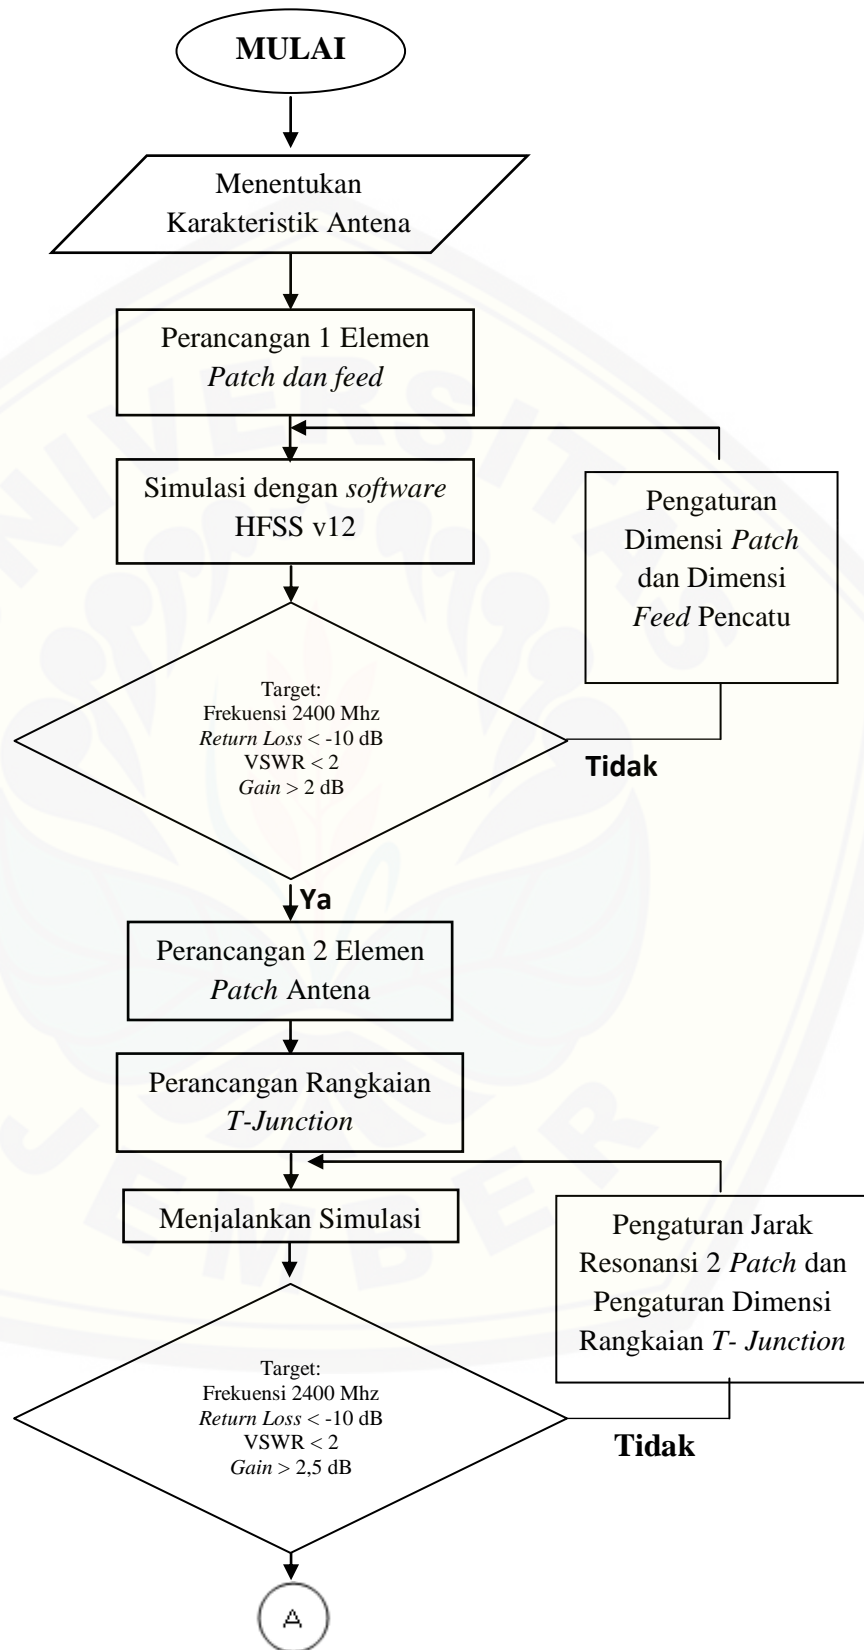 MULAI
Menentukan
Karakteristik Antena
Perancangan 1 Elemen
Patch dan feed
Simulasi dengan software
HFSS v12
Pengaturan
Dimensi Patch
dan Dimensi
Feed Pencatu
Target:
Frekuensi 2400 Mhz
Return Loss < -10 dB
VSWR < 2
Gain > 2 dB
Tidak
Ya
Perancangan 2 Elemen
Patch Antena
Perancangan Rangkaian
T-Junction
Menjalankan Simulasi
Pengaturan Jarak
Resonansi 2 Patch dan
Pengaturan Dimensi
Rangkaian T- Junction
Target:
Frekuensi 2400 Mhz
Return Loss < -10 dB
VSWR < 2
Gain > 2,5 dB
Tidak
A
UNIVERSITAS
JEMBER